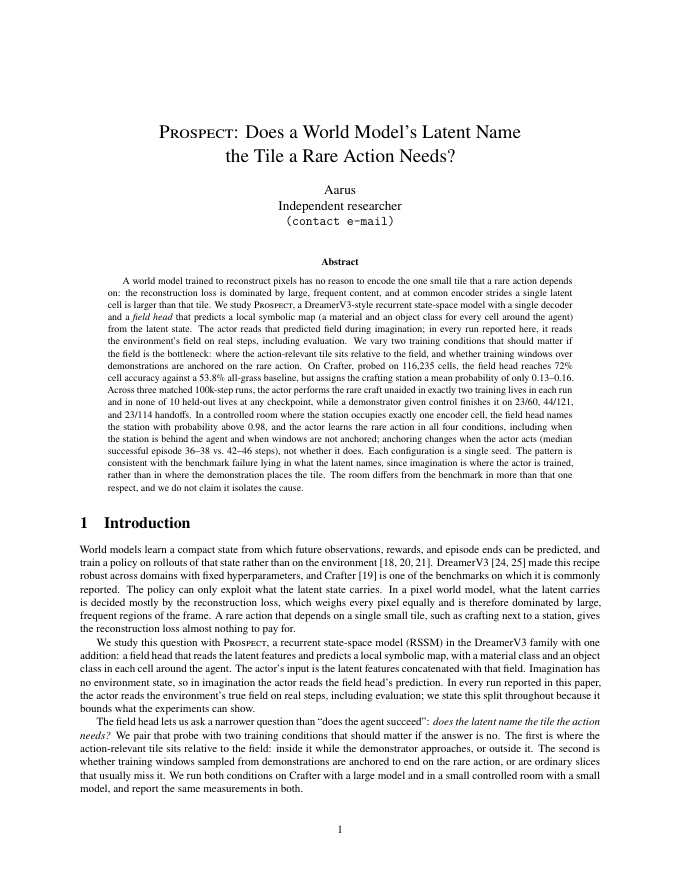 PROSPECT: Does a World Model's Latent Name
the Tile a Rare Action Needs?
Aarus
Independent researcher
(contact e-mail)
Abstract
A world model trained to reconstruct pixels has no reason to encode the one small tile that a rare action depends
on: the reconstruction loss is dominated by large, frequent content, and at common encoder strides a single latent
cell is larger than that tile. We study PROSPECT, a DreamerV3-style recurrent state-space model with a single decoder
and a field head that predicts a local symbolic map (a material and an object class for every cell around the agent)
from the latent state. The actor reads that predicted field during imagination; in every run reported here, it reads
the environment's field on real steps, including evaluation. We vary two training conditions that should matter if
the field is the bottleneck: where the action-relevant tile sits relative to the field, and whether training windows over
demonstrations are anchored on the rare action. On Crafter, probed on 116,235 cells, the field head reaches 72%
cell accuracy against a 53.8% all-grass baseline, but assigns the crafting station a mean probability of only 0.13–0.16.
Across three matched 100k-step runs, the actor performs the rare craft unaided in exactly two training lives in each run
and in none of 10 held-out lives at any checkpoint, while a demonstrator given control finishes it on 23/60, 44/121,
and 23/114 handoffs. In a controlled room where the station occupies exactly one encoder cell, the field head names
the station with probability above 0.98, and the actor learns the rare action in all four conditions, including when
the station is behind the agent and when windows are not anchored; anchoring changes when the actor acts (median
successful episode 36–38 vs. 42–46 steps), not whether it does. Each configuration is a single seed. The pattern is
consistent with the benchmark failure lying in what the latent names, since imagination is where the actor is trained,
rather than in where the demonstration places the tile. The room differs from the benchmark in more than that one
respect, and we do not claim it isolates the cause.
1 Introduction
World models learn a compact state from which future observations, rewards, and episode ends can be predicted, and
train a policy on rollouts of that state rather than on the environment [18, 20, 21]. DreamerV3 [24, 25] made this recipe
robust across domains with fixed hyperparameters, and Crafter [19] is one of the benchmarks on which it is commonly
reported. The policy can only exploit what the latent state carries. In a pixel world model, what the latent carries
is decided mostly by the reconstruction loss, which weighs every pixel equally and is therefore dominated by large,
frequent regions of the frame. A rare action that depends on a single small tile, such as crafting next to a station, gives
the reconstruction loss almost nothing to pay for.
We study this question with PROSPECT, a recurrent state-space model (RSSM) in the DreamerV3 family with one
addition: a field head that reads the latent features and predicts a symbolic map, with a material class and an object
class in each cell around the agent. The actor's input is the latent features concatenated with that field. Imagination has
no environment state, so in imagination the actor reads the field head's prediction. In every run reported in this paper,
the actor reads the environment's true field on real steps, including evaluation; we state this split throughout because it
bounds what the experiments can show.
The field head lets us ask a narrower question than “does the agent succeed”: does the latent name the tile the action
needs? We pair that probe with two training conditions that should matter if the answer is no. The first is where the
action-relevant tile sits relative to the field: inside it while the demonstrator approaches, or outside it. The second is
whether training windows sampled from demonstrations are anchored to end on the rare action, or are ordinary slices
that usually miss it. We run both conditions on Crafter with a large model and in a small controlled room with a small
model, and report the same measurements in both.
1